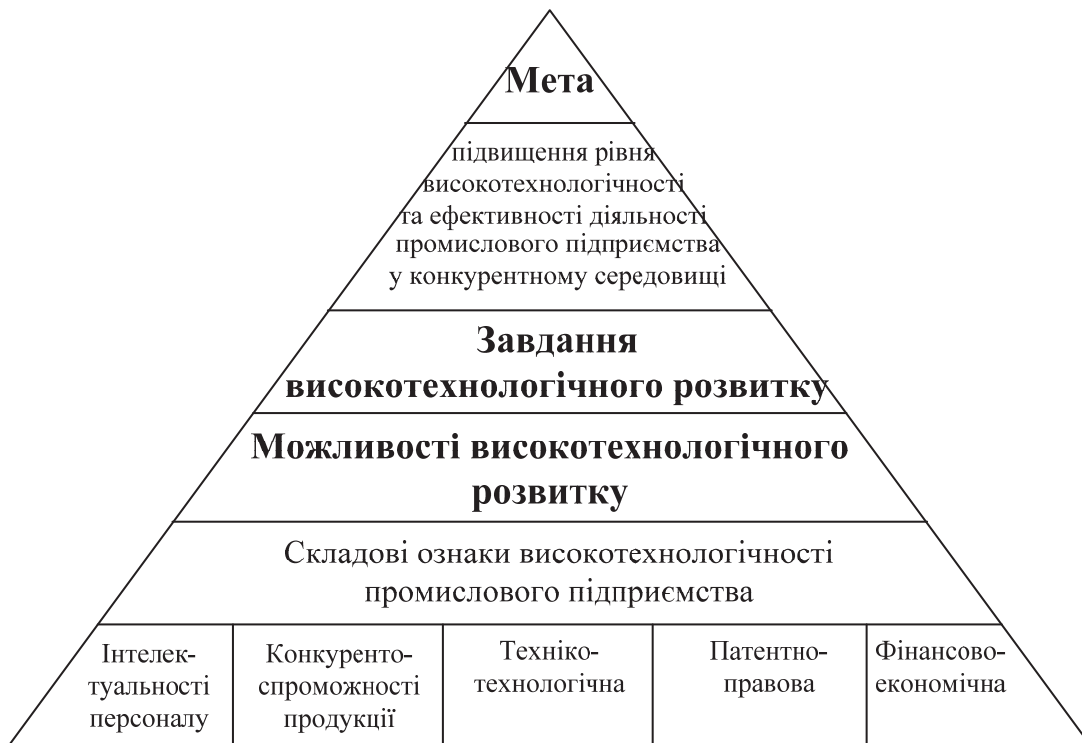 Мета
підвищення рівня
високотехнологічності
та ефективності діяльності
промислового підприємства
у конкурентному середовищі
Завдання
високотехнологічного розвитку
Можливості високотехнологічного
розвитку
Складові ознаки високотехнологічності
промислового підприємства
Інтелек-
туальності
персоналу
Конкуренто-
спроможності
продукції
Техніко-
технологічна
Патентно-
правова
Фінансово-
економічна